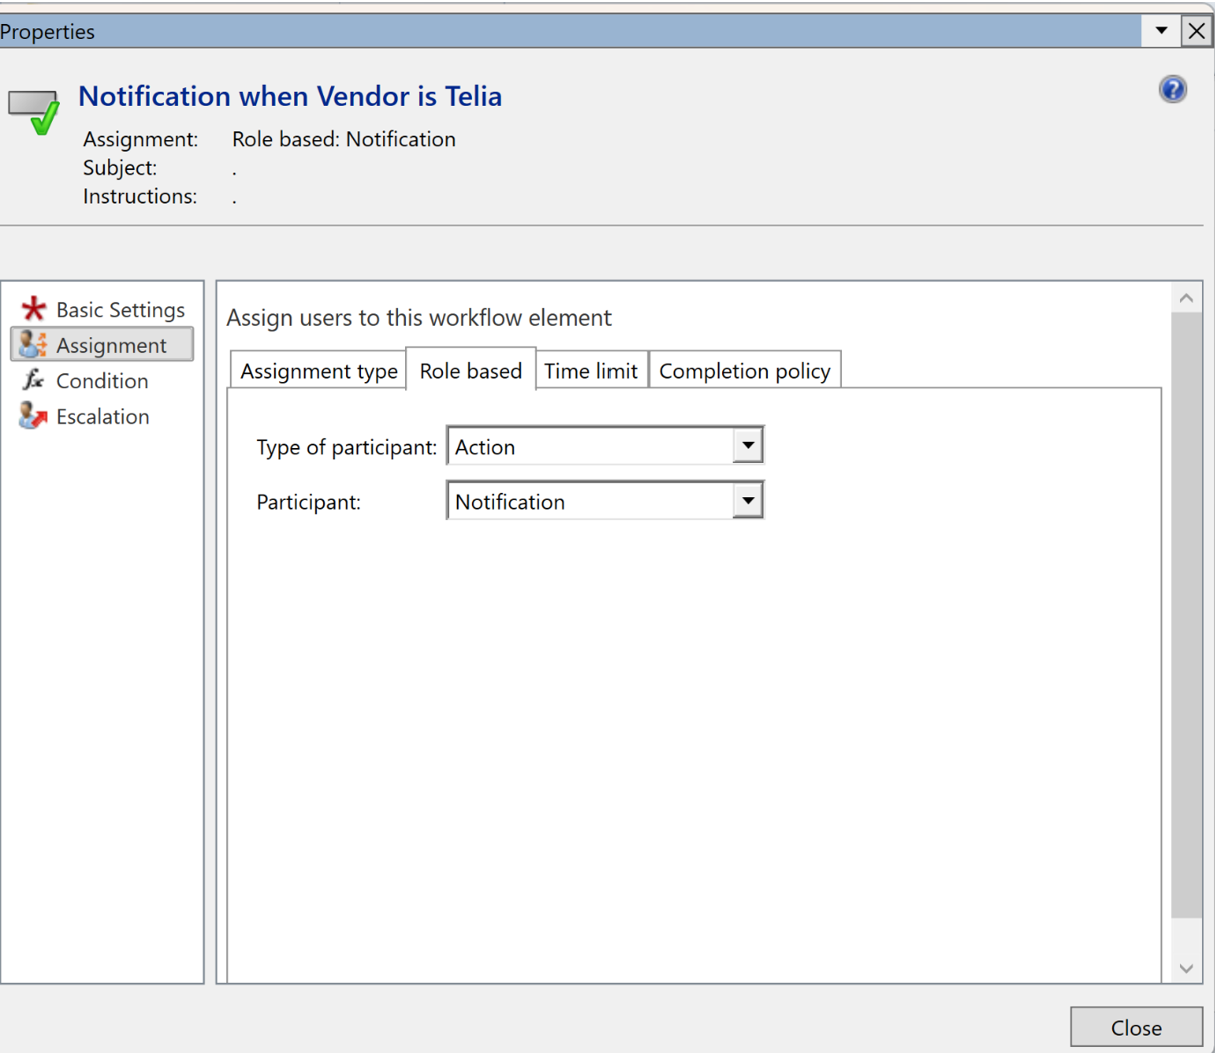 Properties
Notification when Vendor is Telia
Assignment: Role based: Notification
Subject: .
Instructions: .
Basic Settings
Assignment
Condition
Escalation
Assign users to this workflow element
Assignment type Role based Time limit Completion policy
Type of participant: Action
Participant: Notification
Close